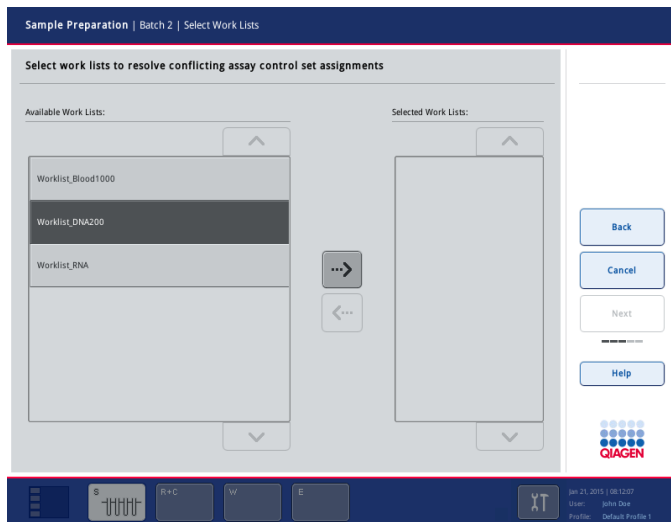 Sample Preparation | Batch 2 | Select Work Lists
Select work lists to resolve conflicting assay control set assignments
Available Work Lists:
Selected Work Lists:
Worklist_Blood1000
Worklist_DNA200
Worklist_RNA
Back
Cancel
Next
Help
QIAGEN
S
R+C
W
E
Jan 21, 2015 | 08:12:07
User: John Doe
Profile: Default Profile 1